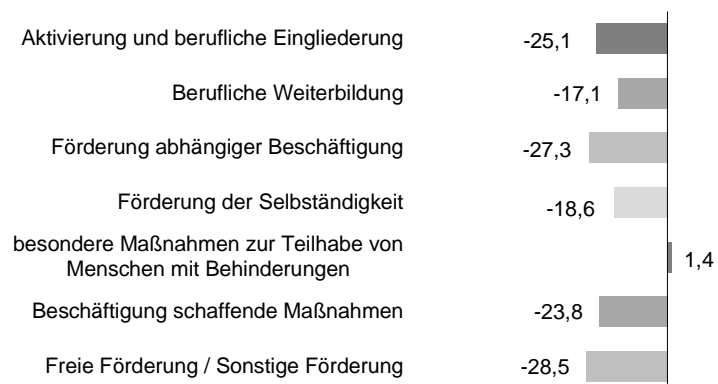 Aktivierung und berufliche Eingliederung -25,1
Berufliche Weiterbildung -17,1
Förderung abhängiger Beschäftigung -27,3
Förderung der Selbständigkeit -18,6
besondere Maßnahmen zur Teilhabe von
Menschen mit Behinderungen 1,4
Beschäftigung schaffende Maßnahmen -23,8
Freie Förderung / Sonstige Förderung -28,5